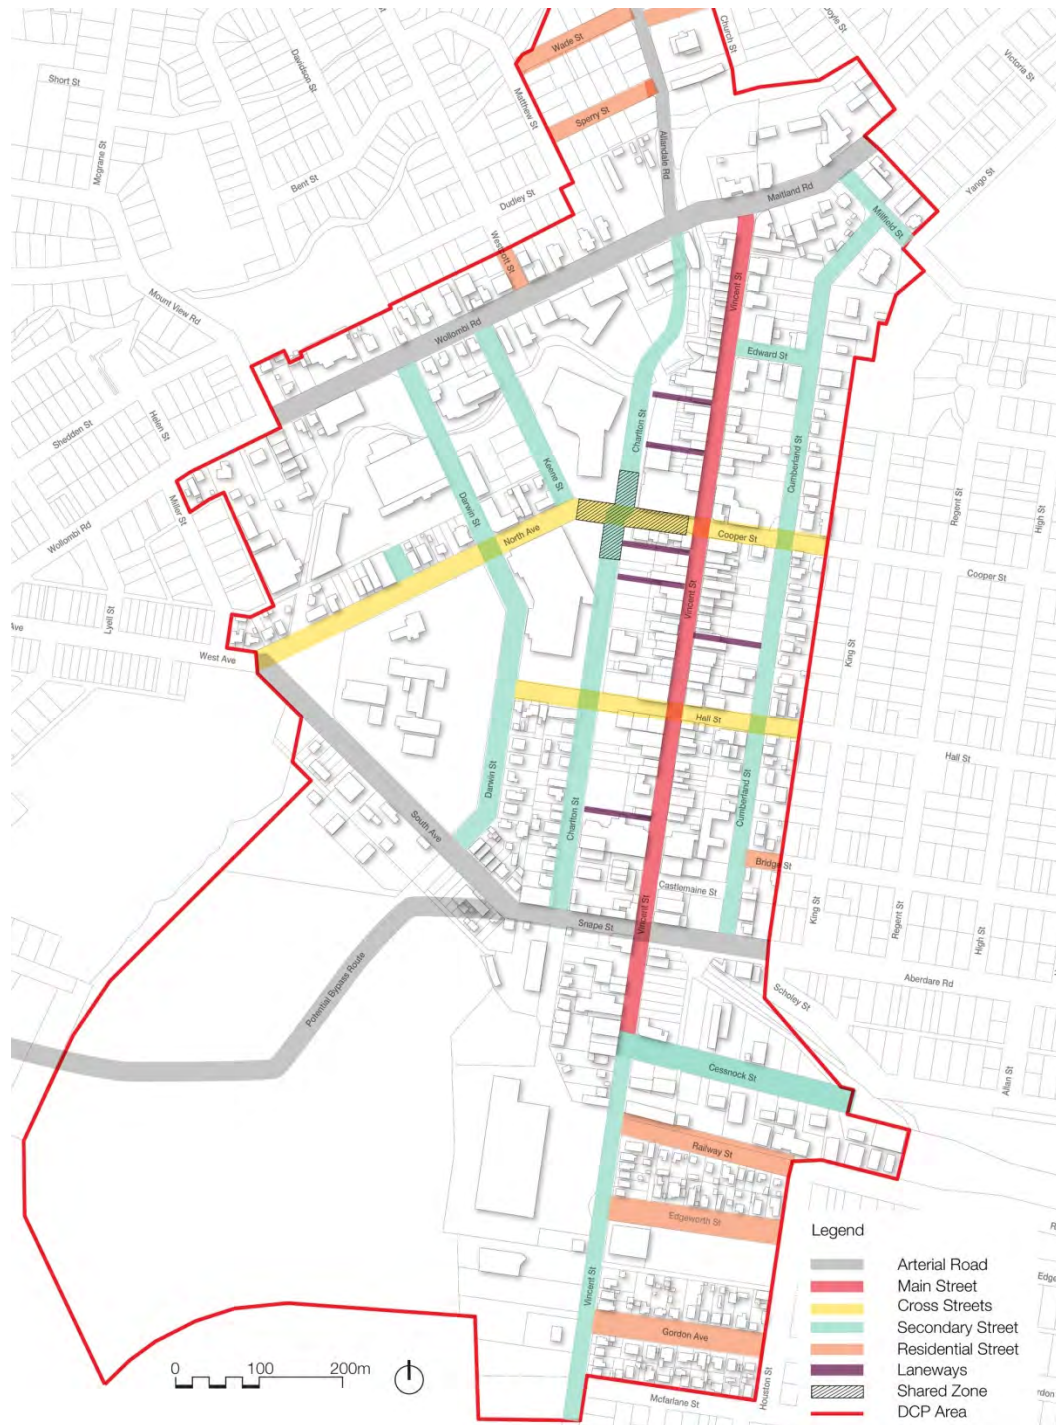 Church St
Doyle St
Wade St
Victoria St
Davidson St
Short St
Matthew St
Sperry St
Mcgrane St
Allandale Rd
Yango St
Bent St
Maitland Rd
Dudley St
Millfield St
Westcott St
Vincent St
Mount View Rd
Wollombi Rd
Edward St
Helen St
Shedden St
Charlton St
Cumberland St
Keene St
Regent St
High St
Miller St
Darwin St
Wollombi Rd
North Ave
Cooper St
Cooper St
Vincent St
Lyell St
Ave
West Ave
King St
Hall St
Hall St
Darwin St
Cumberland St
Charlton St
South Ave
Bridge St
Castlemaine St
King St
Regent St
High St
Vincent St
Snape St
Potential Bypass Route
Aberdare Rd
Scholey St
Cessnock St
Allan St
Railway St
Edgeworth St
R
Legend
Arterial Road
Edge
Main Street
Cross Streets
Vincent St
Secondary Street
Gordon Ave
Residential Street
0 100 200m
Laneways
Houston St
Shared Zone
rdon
McFarlane St
DCP Area